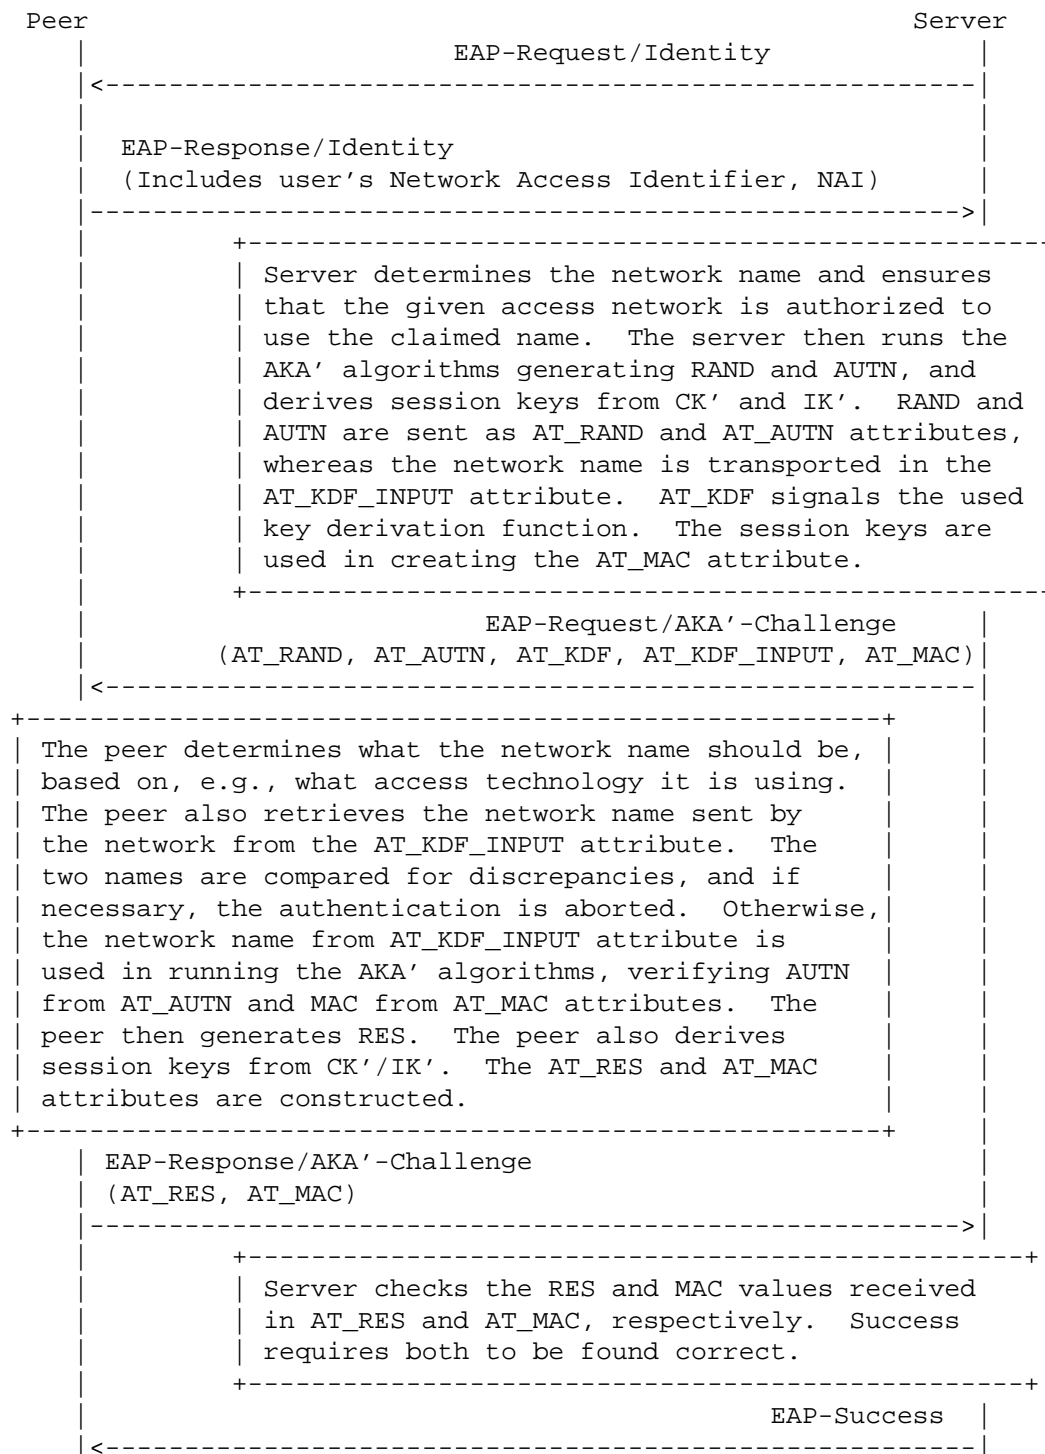 Peer Server
EAP-Request/Identity
<-------------------------------------------------------
EAP-Response/Identity
(Includes user’s Network Access Identifier, NAI)
------------------------------------------------------->
Server determines the network name and ensures
that the given access network is authorized to
use the claimed name. The server then runs the
AKA’ algorithms generating RAND and AUTN, and
derives session keys from CK’ and IK’. RAND and
AUTN are sent as AT_RAND and AT_AUTN attributes,
whereas the network name is transported in the
AT_KDF_INPUT attribute. AT_KDF signals the used
key derivation function. The session keys are
used in creating the AT_MAC attribute.
EAP-Request/AKA’-Challenge
(AT_RAND, AT_AUTN, AT_KDF, AT_KDF_INPUT, AT_MAC)
<-------------------------------------------------------
The peer determines what the network name should be,
based on, e.g., what access technology it is using.
The peer also retrieves the network name sent by
the network from the AT_KDF_INPUT attribute. The
two names are compared for discrepancies, and if
necessary, the authentication is aborted. Otherwise,
the network name from AT_KDF_INPUT attribute is
used in running the AKA’ algorithms, verifying AUTN
from AT_AUTN and MAC from AT_MAC attributes. The
peer then generates RES. The peer also derives
session keys from CK’/IK’. The AT_RES and AT_MAC
attributes are constructed.
EAP-Response/AKA’-Challenge
(AT_RES, AT_MAC)
------------------------------------------------------->
Server checks the RES and MAC values received
in AT_RES and AT_MAC, respectively. Success
requires both to be found correct.
EAP-Success
<-------------------------------------------------------